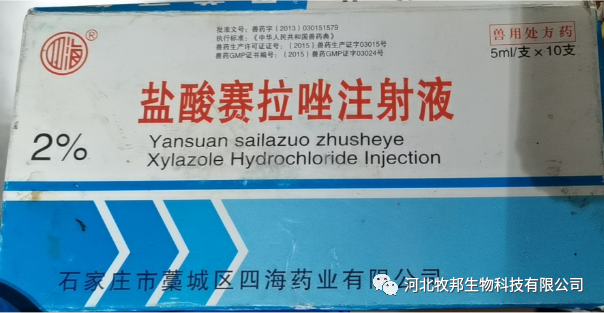 四海®
批准文号：兽药字（2013）030151579
执行标准：《中华人民共和国兽药典》
兽药生产许可证证号：（2015）兽药生产证字03015号
兽药GMP证书编号：（2015）兽药GMP证字03024号
兽用处方药
5ml/支×10支
盐酸赛拉唑注射液
2%
Yansuan sailazuo zhusheye
Xylazole Hydrochloride Injection
石家庄市藁城区四海药业有限公司
河北牧邦生物科技有限公司